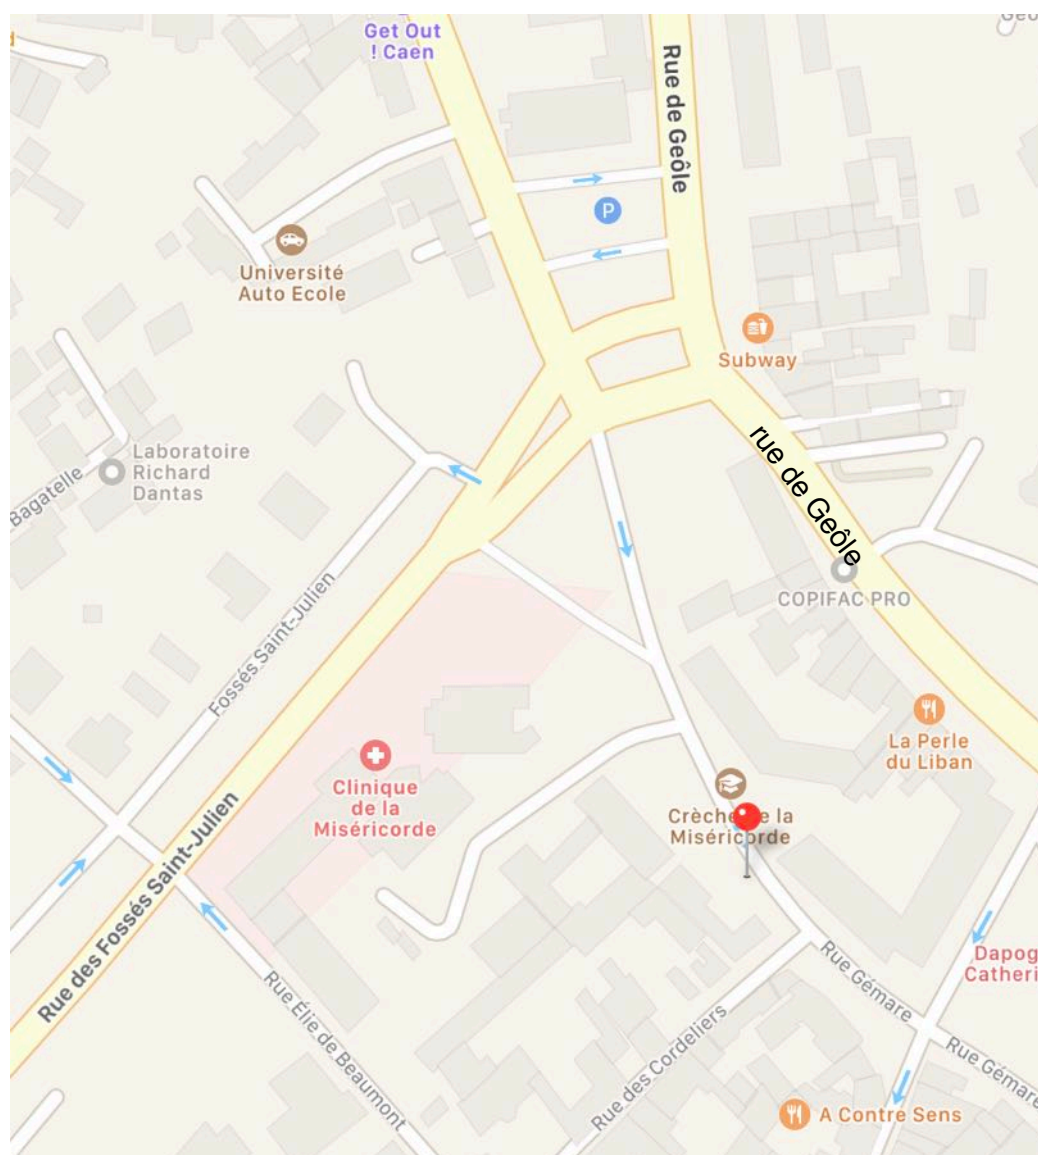 Get Out
! Caen
Rue de Geôle
P
Université
Auto Ecole
Subway
rue de Geôle
Laboratoire
Richard
Dantas
Bagatelle
COPIFAC PRO
Fossés Saint-Julien
La Perle
du Liban
Clinique
de la
Miséricorde
Crèche de la
Miséricorde
Rue des Fossés Saint-Julien
Rue Gémare
Dapog
Catheri
Rue Élie de Beaumont
Rue des Cordeliers
Rue Gémare
A Contre Sens